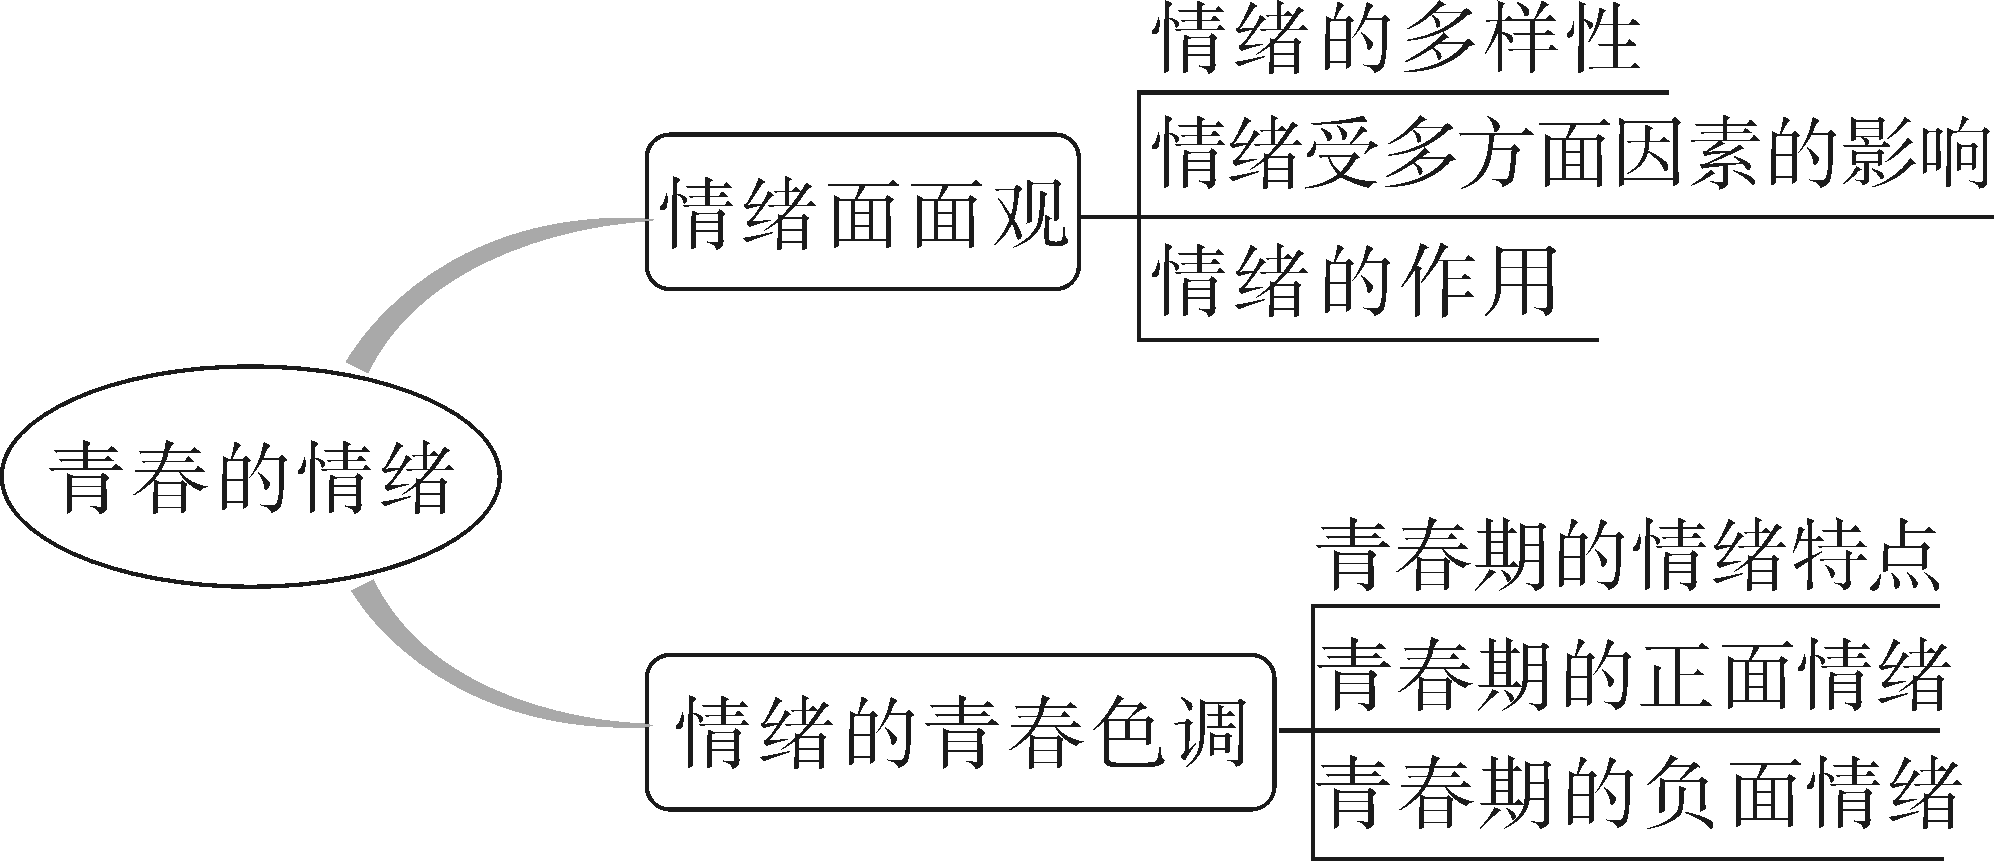 青春的情绪
情绪面面观
情绪的多样性
情绪受多方面因素的影响
情绪的作用
情绪的青春色调
青春期的情绪特点
青春期的正面情绪
青春期的负面情绪